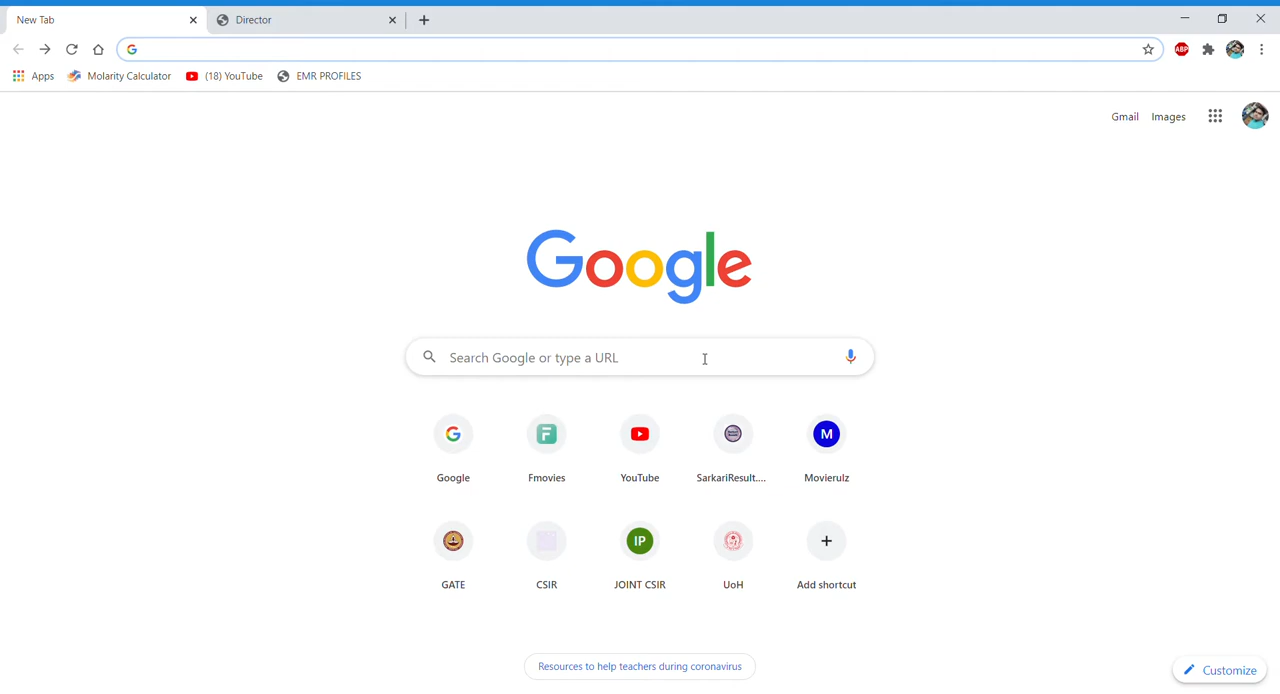 New Tab
Director
Apps
Molarity Calculator
(18) YouTube
EMR PROFILES
ABP
Gmail
Images
Google
Search Google or type a URL
F
M
Google
Fmovies
YouTube
SarkariResult....
Movierulz
IP
GATE
CSIR
JOINT CSIR
UoH
Add shortcut
Resources to help teachers during coronavirus
Customize